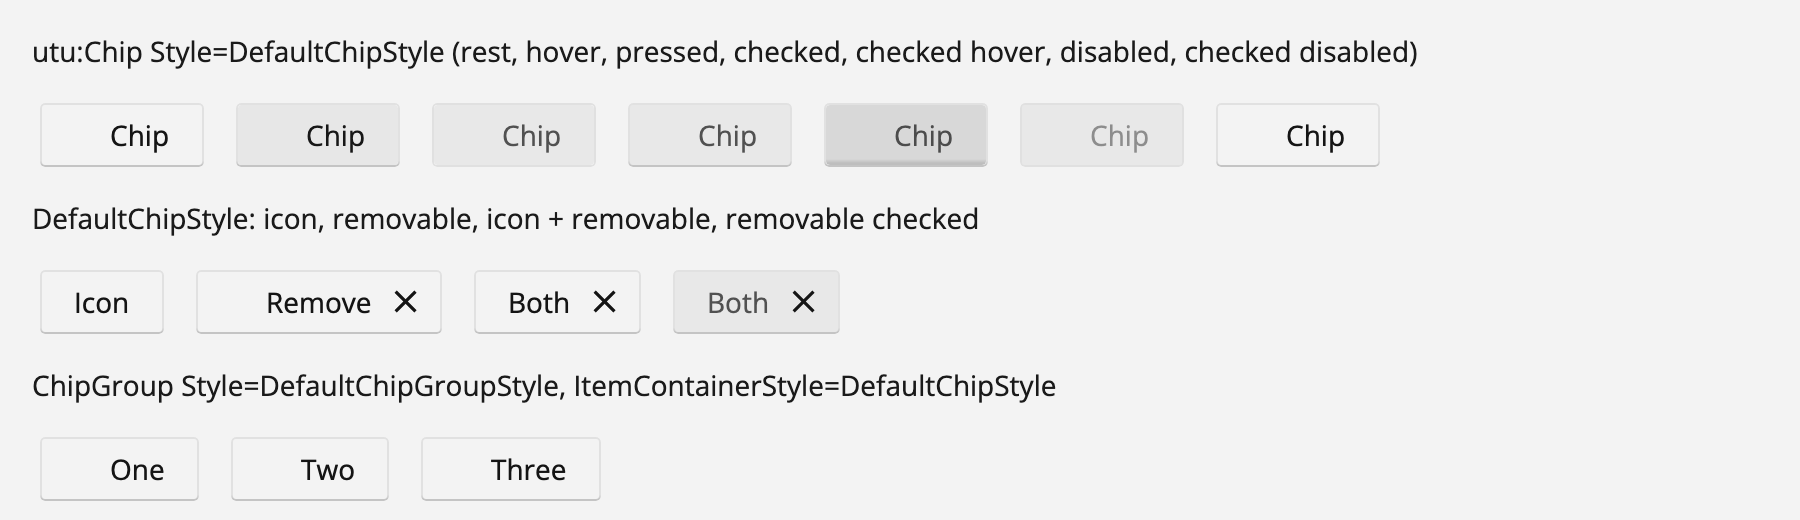 utu:Chip Style=DefaultChipStyle (rest, hover, pressed, checked, checked hover, disabled, checked disabled)
Chip Chip Chip Chip Chip Chip Chip
DefaultChipStyle: icon, removable, icon + removable, removable checked
Icon Remove Both Both
ChipGroup Style=DefaultChipGroupStyle, ItemContainerStyle=DefaultChipStyle
One Two Three